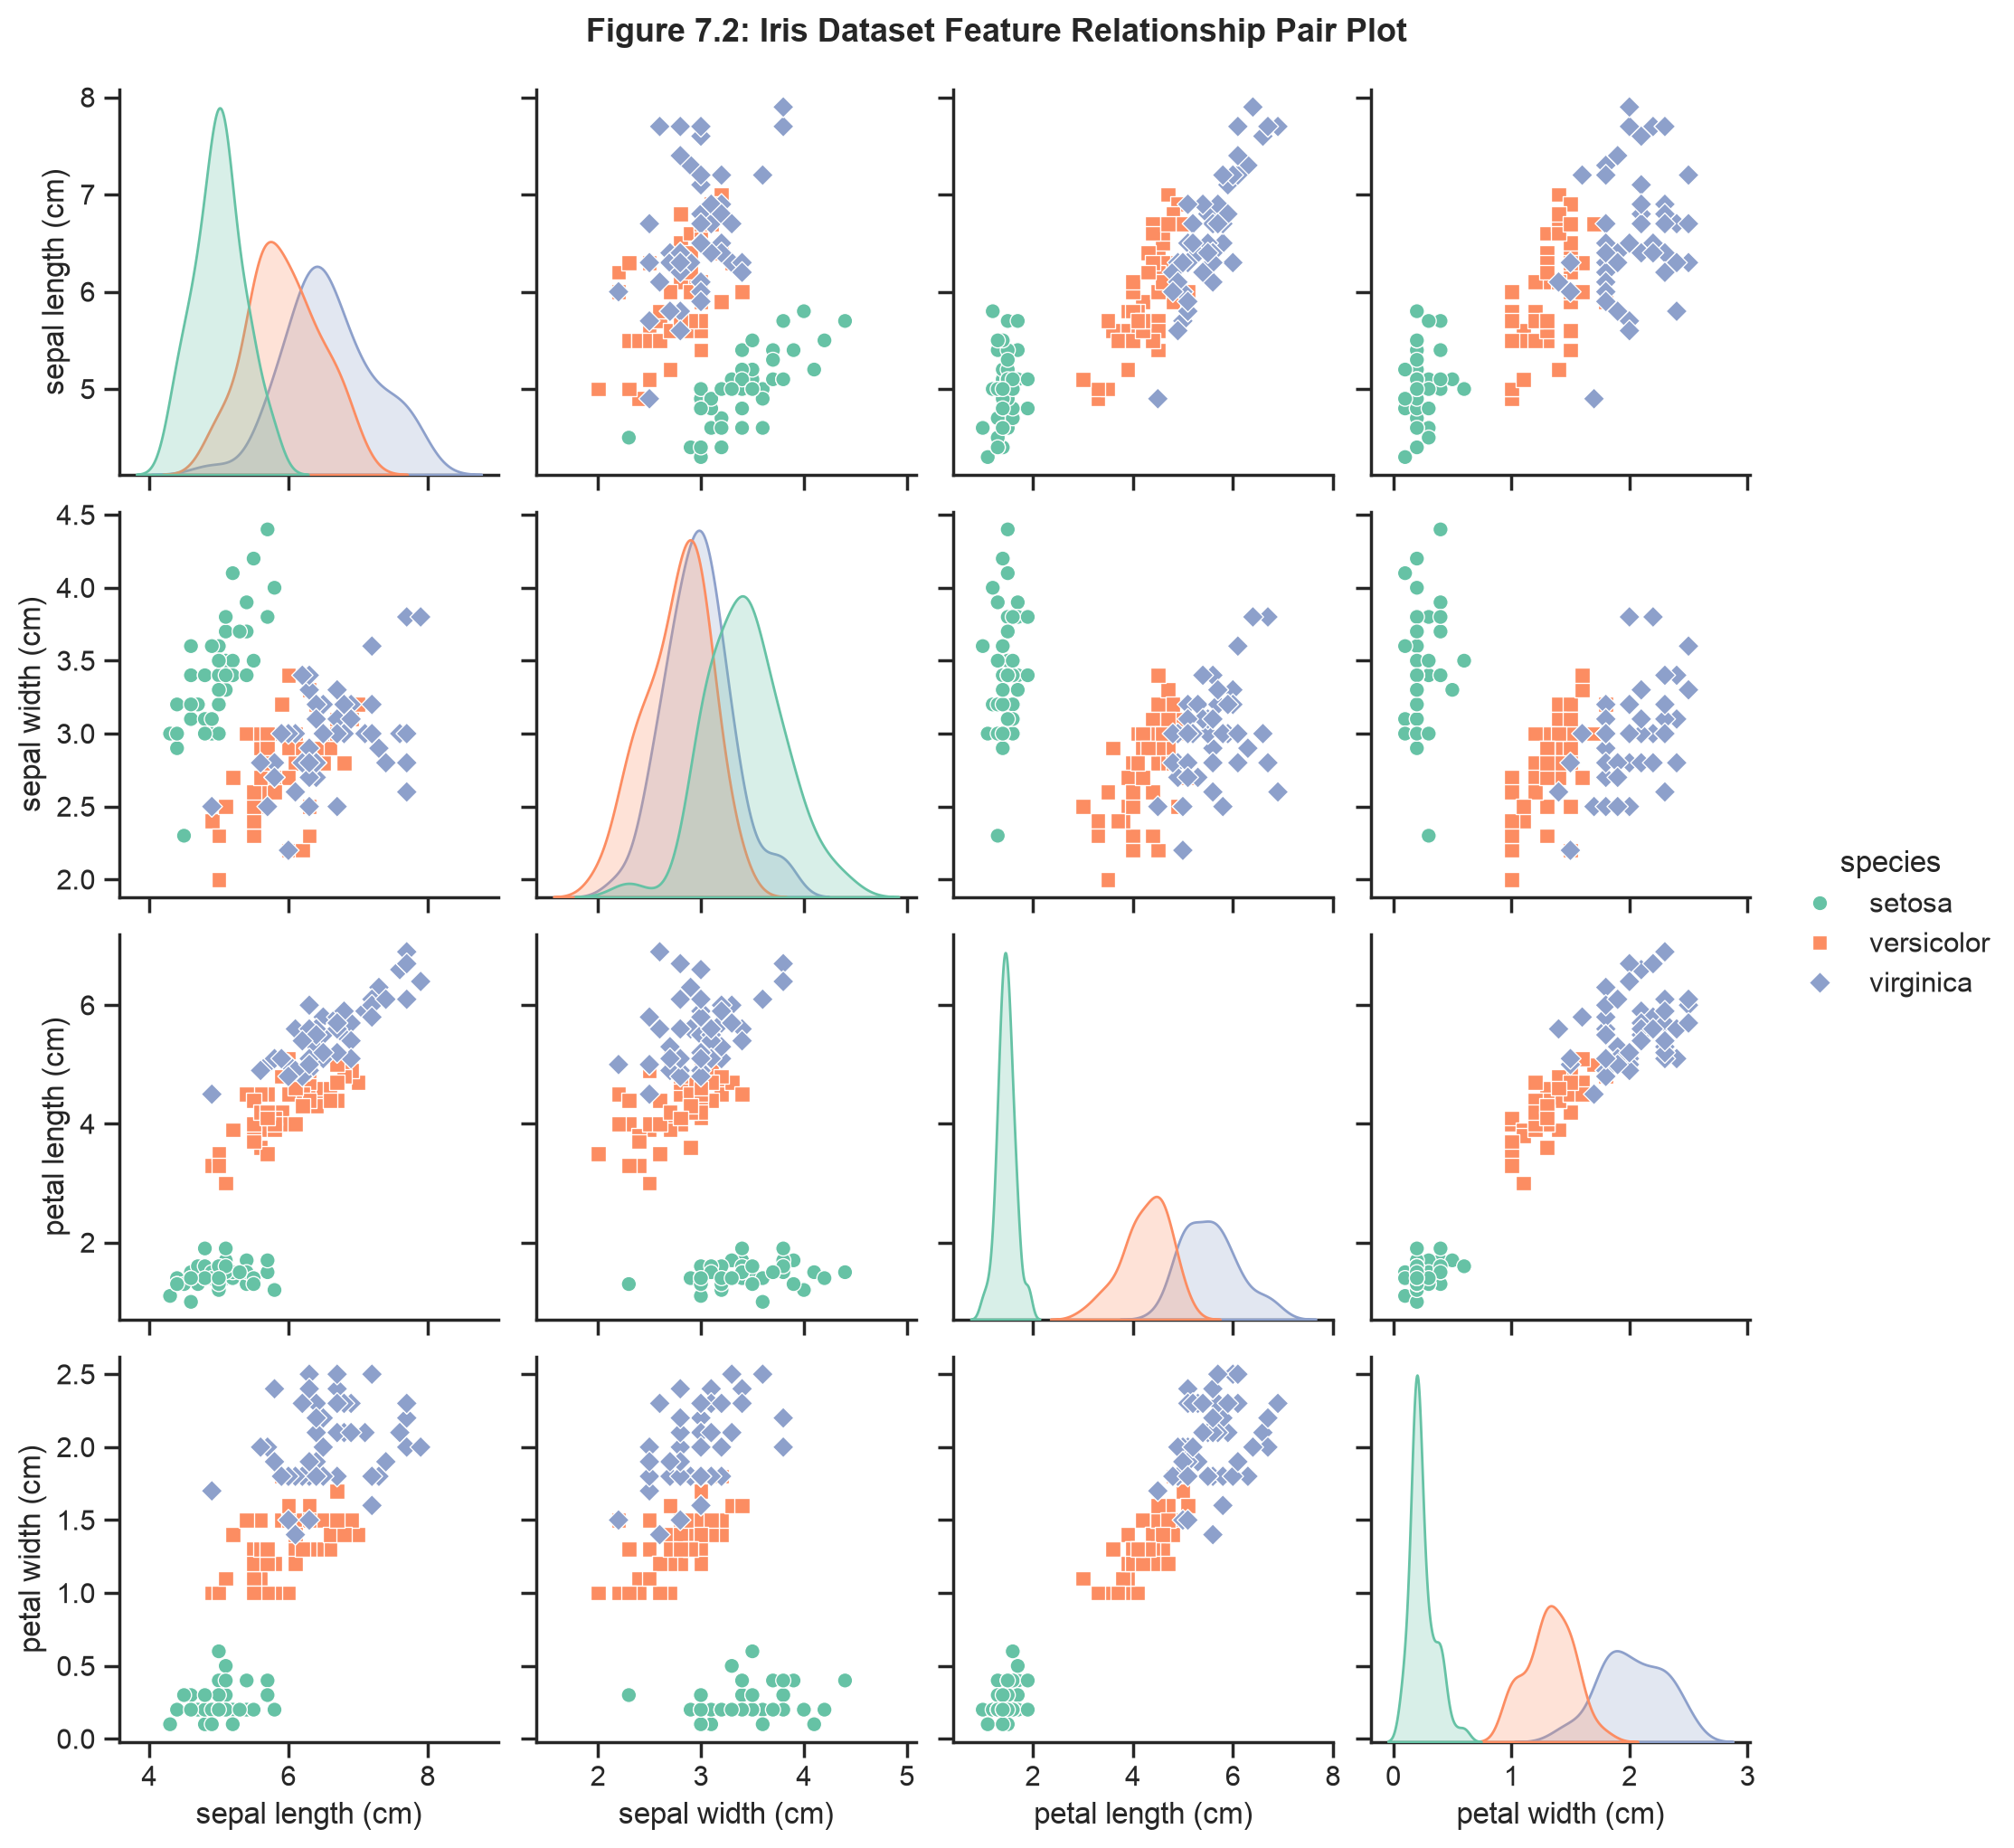 Figure 7.2: Iris Dataset Feature Relationship Pair Plot
8
7
6
5
sepal length (cm)
4.5
4.0
3.5
3.0
2.5
2.0
sepal width (cm)
6
4
2
petal length (cm)
2.5
2.0
1.5
1.0
0.5
0.0
petal width (cm)
4 6 8
2 3 4 5
2 4 6 8
0 1 2 3
sepal length (cm)
sepal width (cm)
petal length (cm)
petal width (cm)
species
setosa
versicolor
virginica